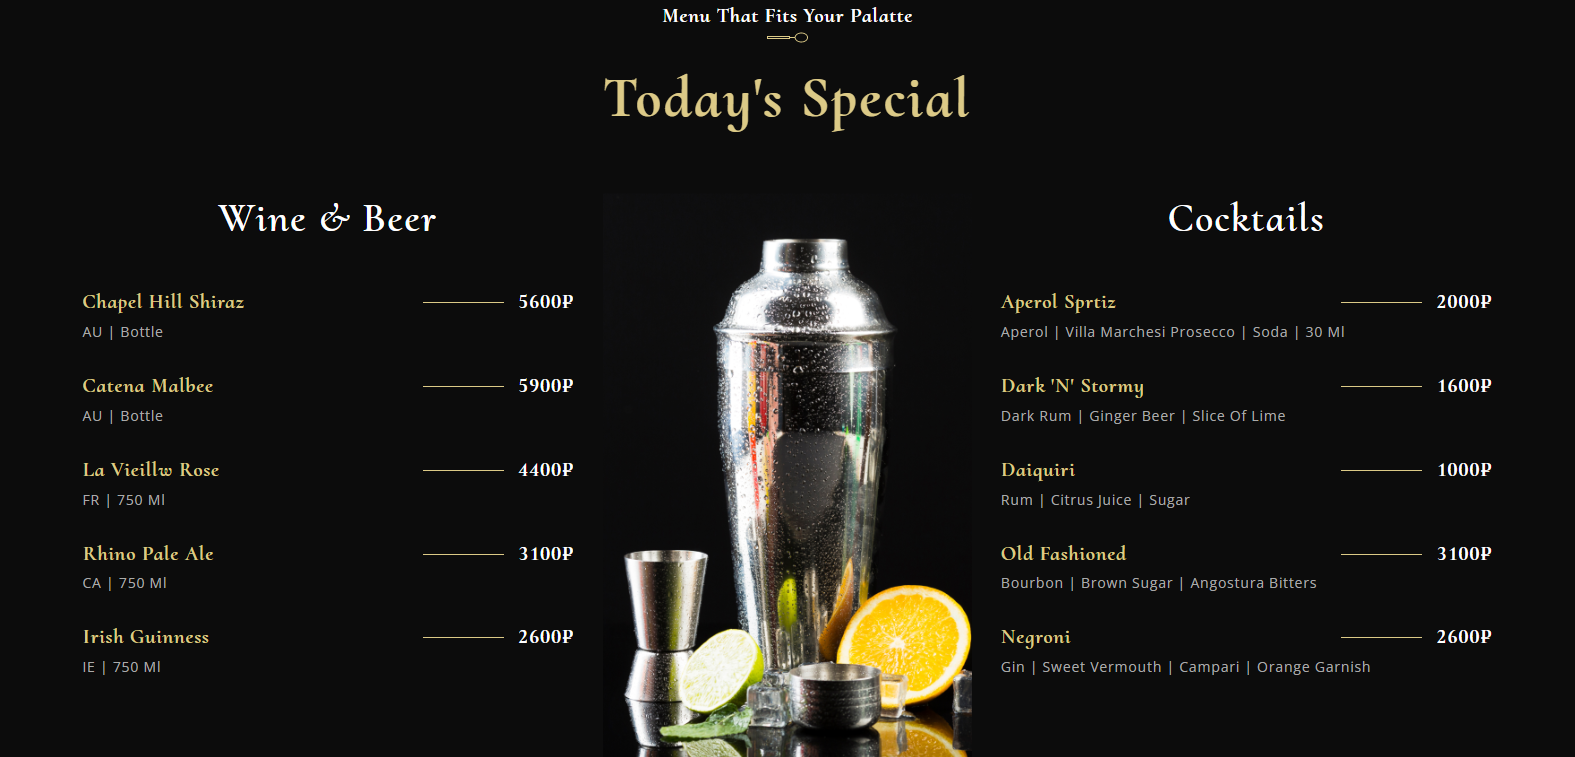 Menu That Fits Your Palatte
Today's Special
Wine & Beer
Chapel Hill Shiraz 5600₽
AU | Bottle
Catena Malbee 5900₽
AU | Bottle
La Vieillw Rose 4400₽
FR | 750 Ml
Rhino Pale Ale 3100₽
CA | 750 Ml
Irish Guinness 2600₽
IE | 750 Ml
Cocktails
Aperol Sprtiz 2000₽
Aperol | Villa Marchesi Prosecco | Soda | 30 Ml
Dark 'N' Stormy 1600₽
Dark Rum | Ginger Beer | Slice Of Lime
Daiquiri 1000₽
Rum | Citrus Juice | Sugar
Old Fashioned 3100₽
Bourbon | Brown Sugar | Angostura Bitters
Negroni 2600₽
Gin | Sweet Vermouth | Campari | Orange Garnish